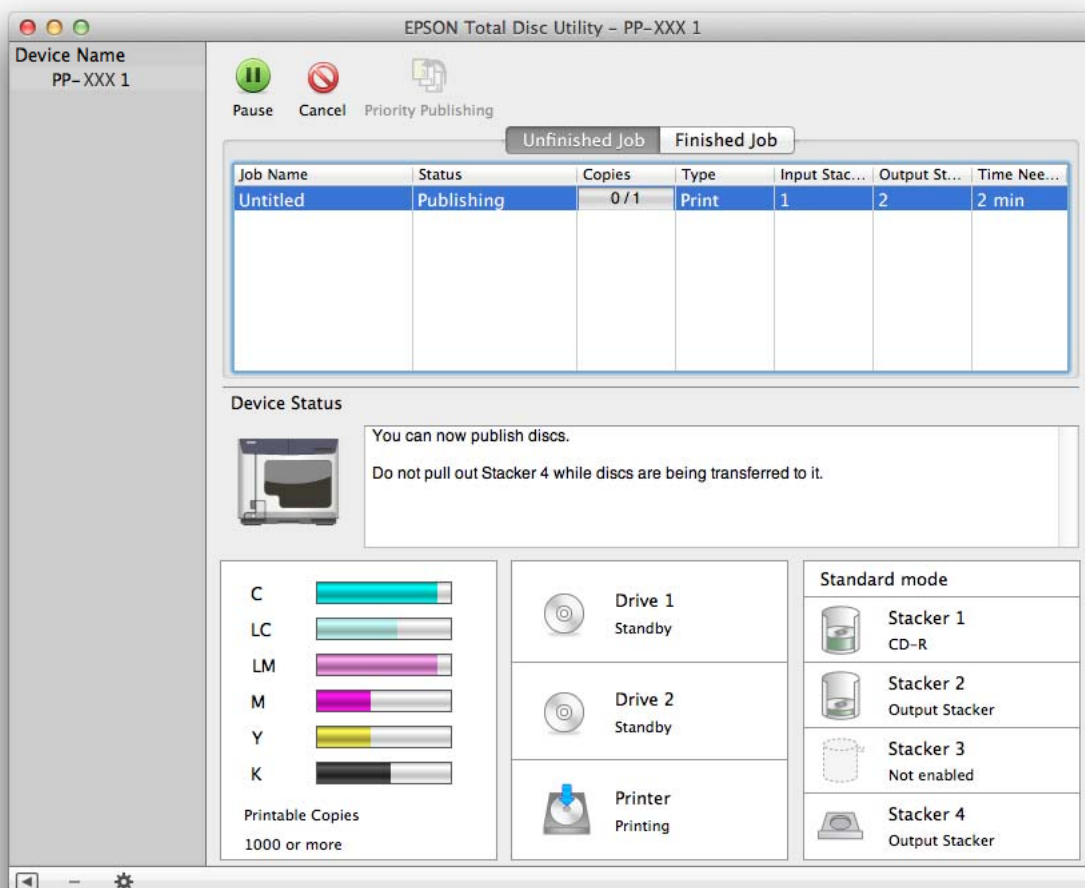 EPSON Total Disc Utility – PP-XXX 1
Device Name
PP-XXX 1
Pause Cancel Priority Publishing
Unfinished Job Finished Job
Job Name Status Copies Type Input Stac... Output St... Time Nee...
Untitled Publishing 0 / 1 Print 1 2 2 min
Device Status
You can now publish discs.
Do not pull out Stacker 4 while discs are being transferred to it.
C
LC
LM
M
Y
K
Printable Copies
1000 or more
Drive 1
Standby
Drive 2
Standby
Printer
Printing
Standard mode
Stacker 1
CD-R
Stacker 2
Output Stacker
Stacker 3
Not enabled
Stacker 4
Output Stacker